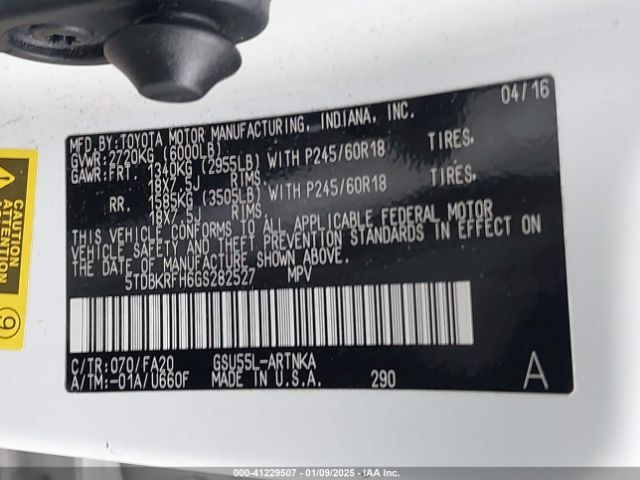 04/16
MFD.BY:TOYOTA MOTOR MANUFACTURING, INDIANA, INC.
GVWR:2720KG (6000LB)
GAWR:FRT. 1340KG (2955LB) WITH P245/60R18 TIRES.
18X7.5J RIMS.
RR. 1585KG (3505LB) WITH P245/60R18 TIRES.
18X7.5J RIMS.
THIS VEHICLE CONFORMS TO ALL APPLICABLE FEDERAL MOTOR
VEHICLE SAFETY AND THEFT PREVENTION STANDARDS IN EFFECT ON
THE DATE OF MANUFACTURE SHOWN ABOVE.
5TDBKRFH6GS282527 MPV
C/TR:070/FA20 GSU55L-ARTNKA
A/TM:-01A/U660F MADE IN U.S.A. 290 A
CAUTION
ATTENTION
9
000-41229507 - 01/09/2025 - IAA, LLC.